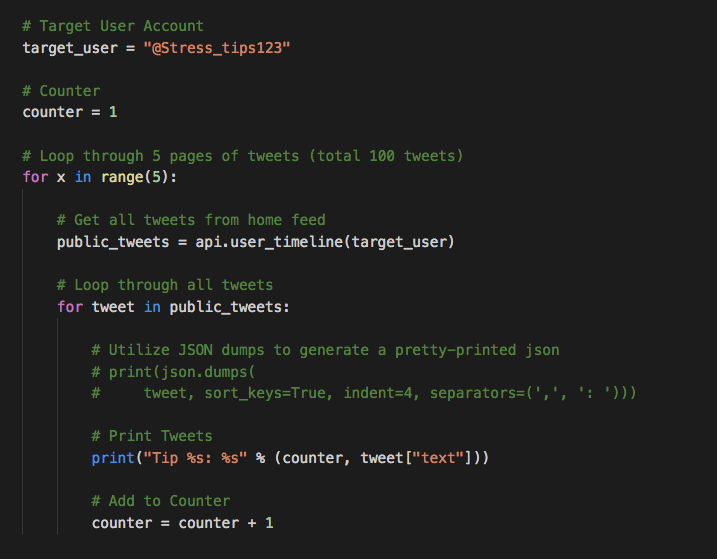 # Target User Account
target_user = "@Stress_tips123"
# Counter
counter = 1
# Loop through 5 pages of tweets (total 100 tweets)
for x in range(5):
# Get all tweets from home feed
public_tweets = api.user_timeline(target_user)
# Loop through all tweets
for tweet in public_tweets:
# Utilize JSON dumps to generate a pretty-printed json
# print(json.dumps(
#     tweet, sort_keys=True, indent=4, separators=(',', ': ')))
# Print Tweets
print("Tip %s: %s" % (counter, tweet["text"]))
# Add to Counter
counter = counter + 1